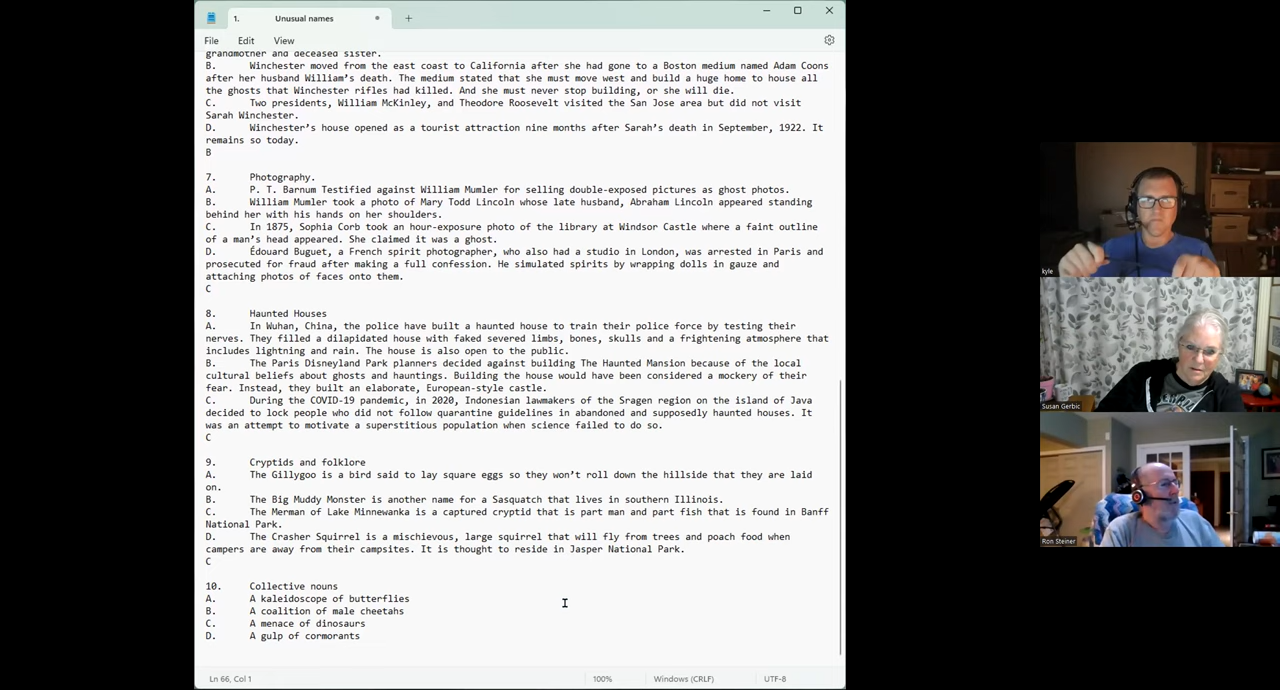 1. Unusual names
File Edit View
grandmother and deceased sister.
B. Winchester moved from the east coast to California after she had gone to a Boston medium named Adam Coons
after her husband William's death. The medium stated that she must move west and build a huge home to house all
the ghosts that Winchester rifles had killed. And she must never stop building, or she will die.
C. Two presidents, William McKinley, and Theodore Roosevelt visited the San Jose area but did not visit
Sarah Winchester.
D. Winchester's house opened as a tourist attraction nine months after Sarah's death in September, 1922. It
remains so today.
B
7. Photography.
A. P. T. Barnum Testified against William Mumler for selling double-exposed pictures as ghost photos.
B. William Mumler took a photo of Mary Todd Lincoln whose late husband, Abraham Lincoln appeared standing
behind her with his hands on her shoulders.
C. In 1875, Sophia Corb took an hour-exposure photo of the library at Windsor Castle where a faint outline
of a man's head appeared. She claimed it was a ghost.
D. Édouard Buguet, a French spirit photographer, who also had a studio in London, was arrested in Paris and
prosecuted for fraud after making a full confession. He simulated spirits by wrapping dolls in gauze and
attaching photos of faces onto them.
C
8. Haunted Houses
A. In Wuhan, China, the police have built a haunted house to train their police force by testing their
nerves. They filled a dilapidated house with faked severed limbs, bones, skulls and a frightening atmosphere that
includes lightning and rain. The house is also open to the public.
B. The Paris Disneyland Park planners decided against building The Haunted Mansion because of the local
cultural beliefs about ghosts and hauntings. Building the house would have been considered a mockery of their
fear. Instead, they built an elaborate, European-style castle.
C. During the COVID-19 pandemic, in 2020, Indonesian lawmakers of the Sragen region on the island of Java
decided to lock people who did not follow quarantine guidelines in abandoned and supposedly haunted houses. It
was an attempt to motivate a superstitious population when science failed to do so.
C
9. Cryptids and folklore
A. The Gillygoo is a bird said to lay square eggs so they won't roll down the hillside that they are laid
on.
B. The Big Muddy Monster is another name for a Sasquatch that lives in southern Illinois.
C. The Merman of Lake Minnewanka is a captured cryptid that is part man and part fish that is found in Banff
National Park.
D. The Crasher Squirrel is a mischievous, large squirrel that will fly from trees and poach food when
campers are away from their campsites. It is thought to reside in Jasper National Park.
C
10. Collective nouns
A. A kaleidoscope of butterflies
B. A coalition of male cheetahs
C. A menace of dinosaurs
D. A gulp of cormorants
Ln 66, Col 1 100% Windows (CRLF) UTF-8
kyle
Susan Gerbic
Ron Steiner